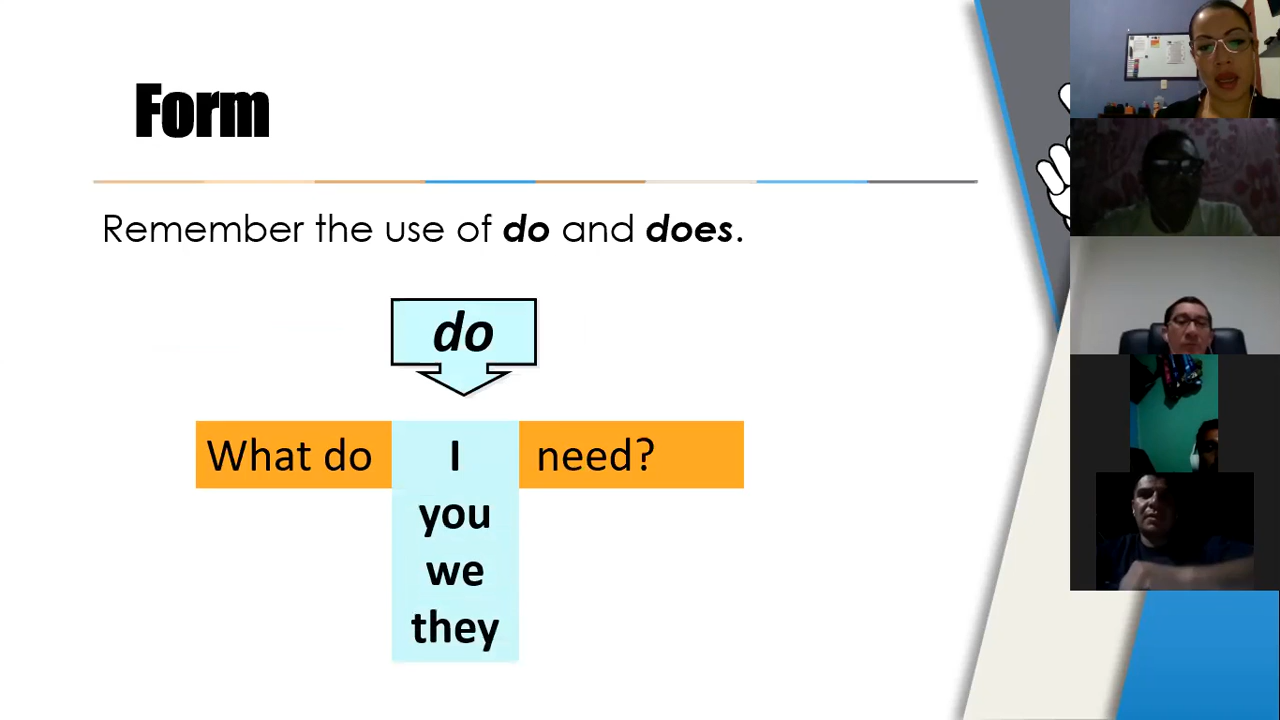 Form
Remember the use of do and does.
do
What do I need?
you
we
they